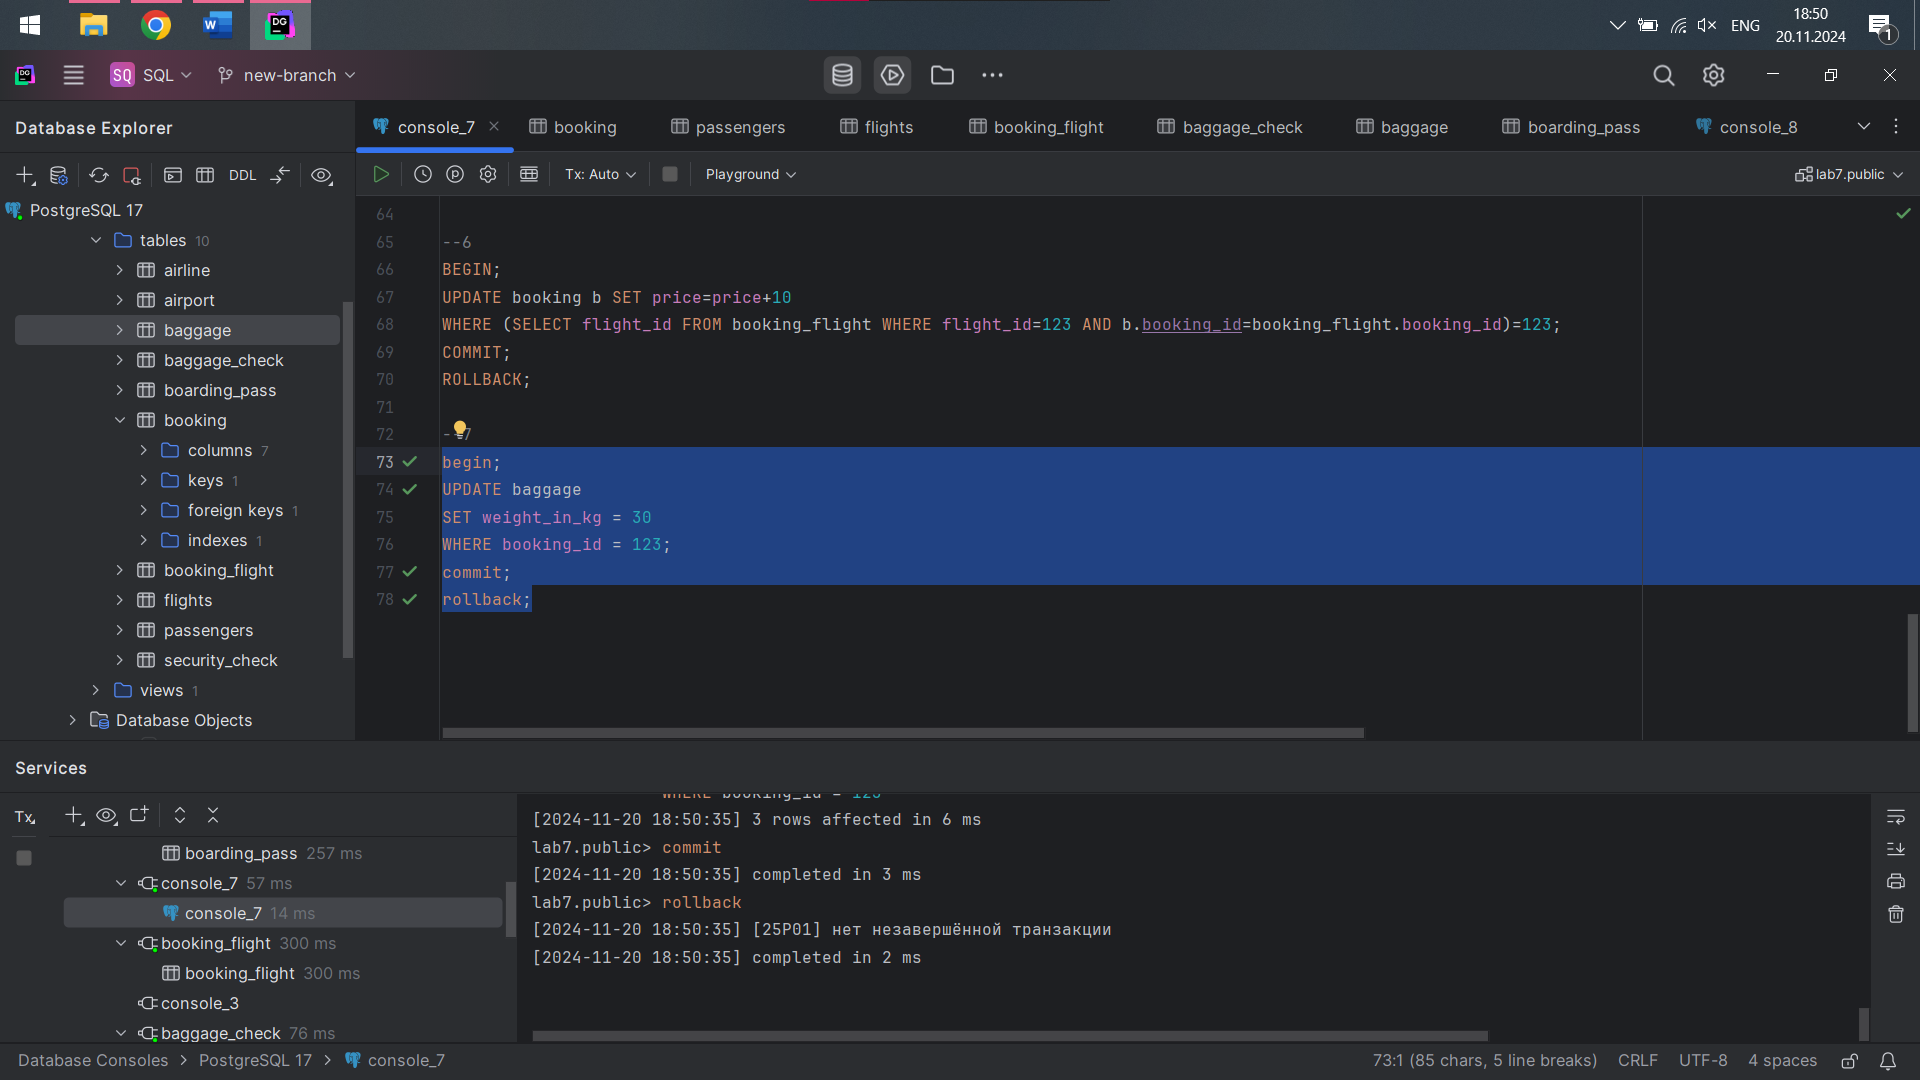 W
DG
ENG
18:50
20.11.2024
1
DG
SQ SQL
new-branch
Database Explorer
console_7
booking
passengers
flights
booking_flight
baggage_check
baggage
boarding_pass
console_8
DDL
Tx: Auto
Playground
lab7.public
PostgreSQL 17
tables 10
airline
airport
baggage
baggage_check
boarding_pass
booking
columns 7
keys 1
foreign keys 1
indexes 1
booking_flight
flights
passengers
security_check
views 1
Database Objects
64
65 --6
66 BEGIN;
67 UPDATE booking b SET price=price+10
68 WHERE (SELECT flight_id FROM booking_flight WHERE flight_id=123 AND b.booking_id=booking_flight.booking_id)=123;
69 COMMIT;
70 ROLLBACK;
71
72 --7
73 begin;
74 UPDATE baggage
75 SET weight_in_kg = 30
76 WHERE booking_id = 123;
77 commit;
78 rollback;
Services
Tx
boarding_pass 257 ms
console_7 57 ms
console_7 14 ms
booking_flight 300 ms
booking_flight 300 ms
console_3
baggage_check 76 ms
WHERE booking_id = 123
[2024-11-20 18:50:35] 3 rows affected in 6 ms
lab7.public> commit
[2024-11-20 18:50:35] completed in 3 ms
lab7.public> rollback
[2024-11-20 18:50:35] [25P01] нет незавершённой транзакции
[2024-11-20 18:50:35] completed in 2 ms
Database Consoles > PostgreSQL 17 > console_7
73:1 (85 chars, 5 line breaks)
CRLF
UTF-8
4 spaces